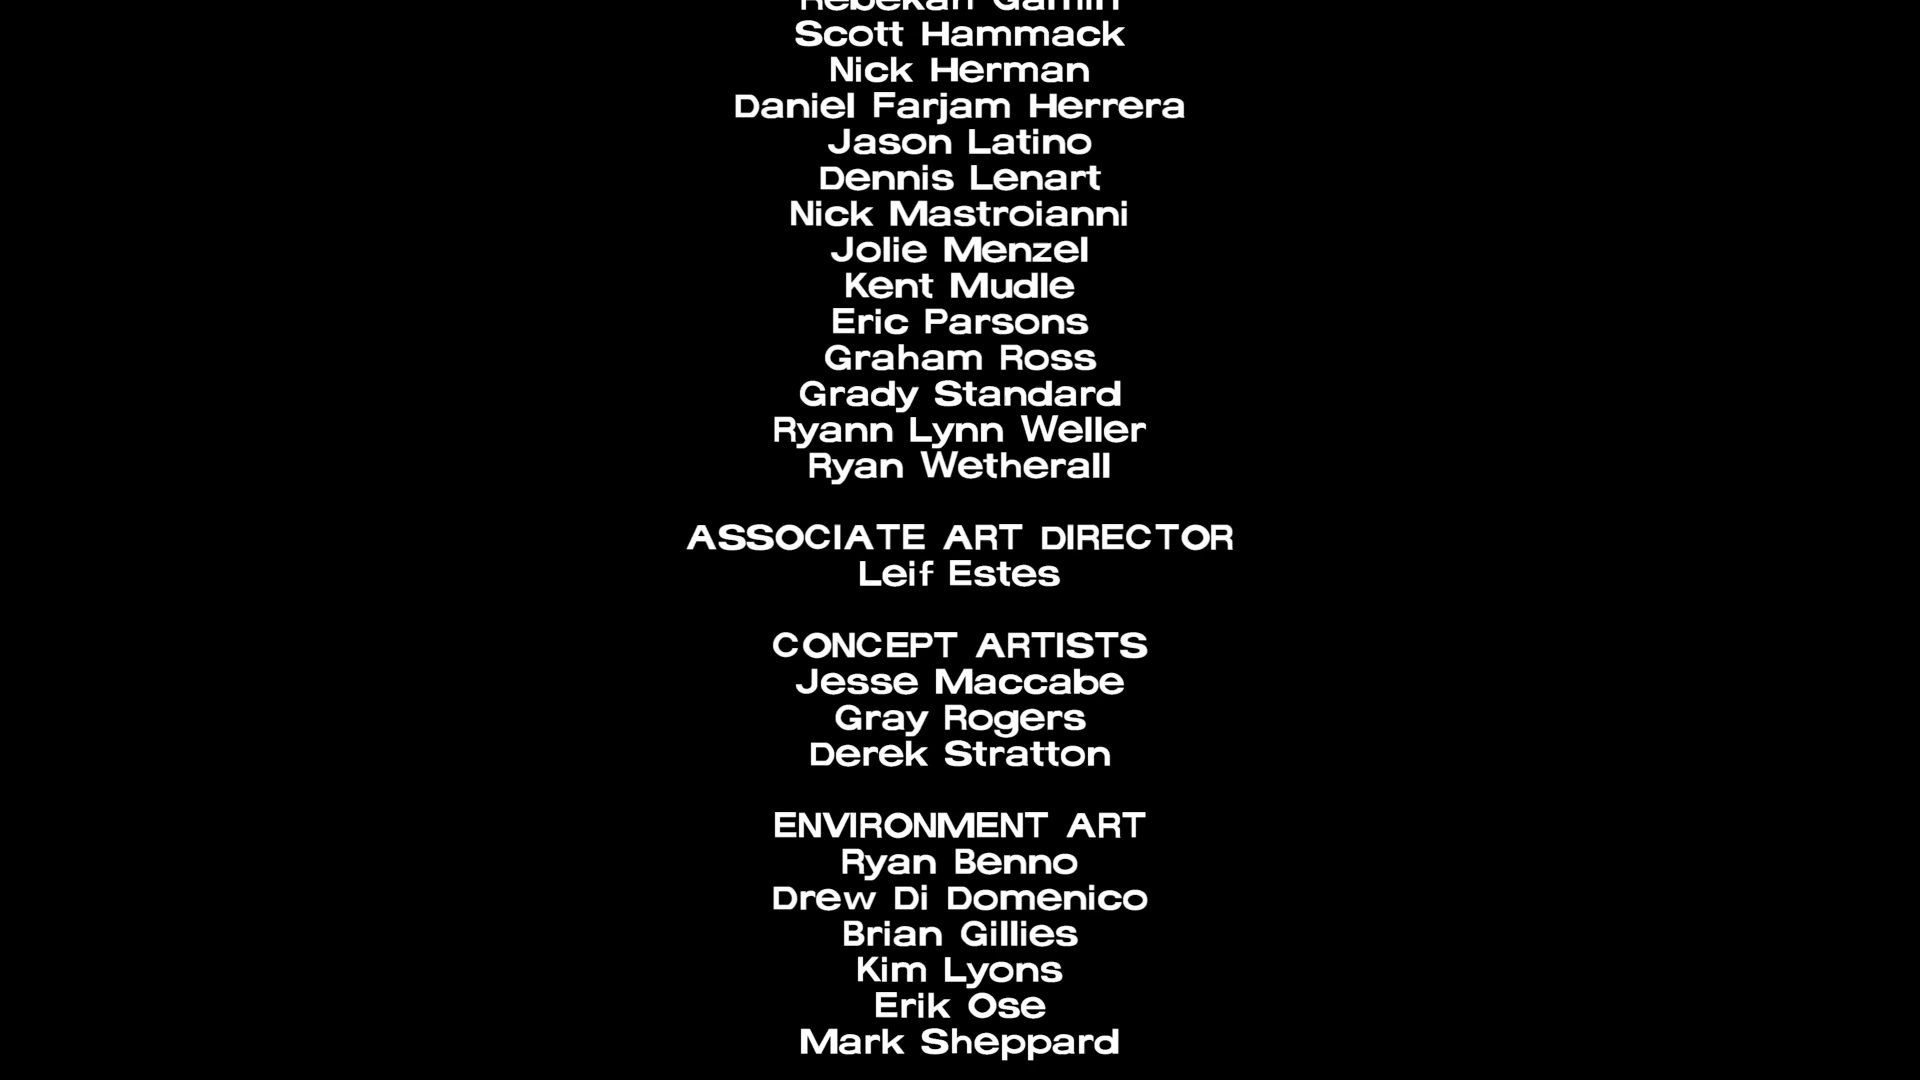 Rebekah Gamin
Scott Hammack
Nick Herman
Daniel Farjam Herrera
Jason Latino
Dennis Lenart
Nick Mastroianni
Jolie Menzel
Kent Mudle
Eric Parsons
Graham Ross
Grady Standard
Ryann Lynn Weller
Ryan Wetherall
ASSOCIATE ART DIRECTOR
Leif Estes
CONCEPT ARTISTS
Jesse Maccabe
Gray Rogers
Derek Stratton
ENVIRONMENT ART
Ryan Benno
Drew Di Domenico
Brian Gillies
Kim Lyons
Erik Ose
Mark Sheppard